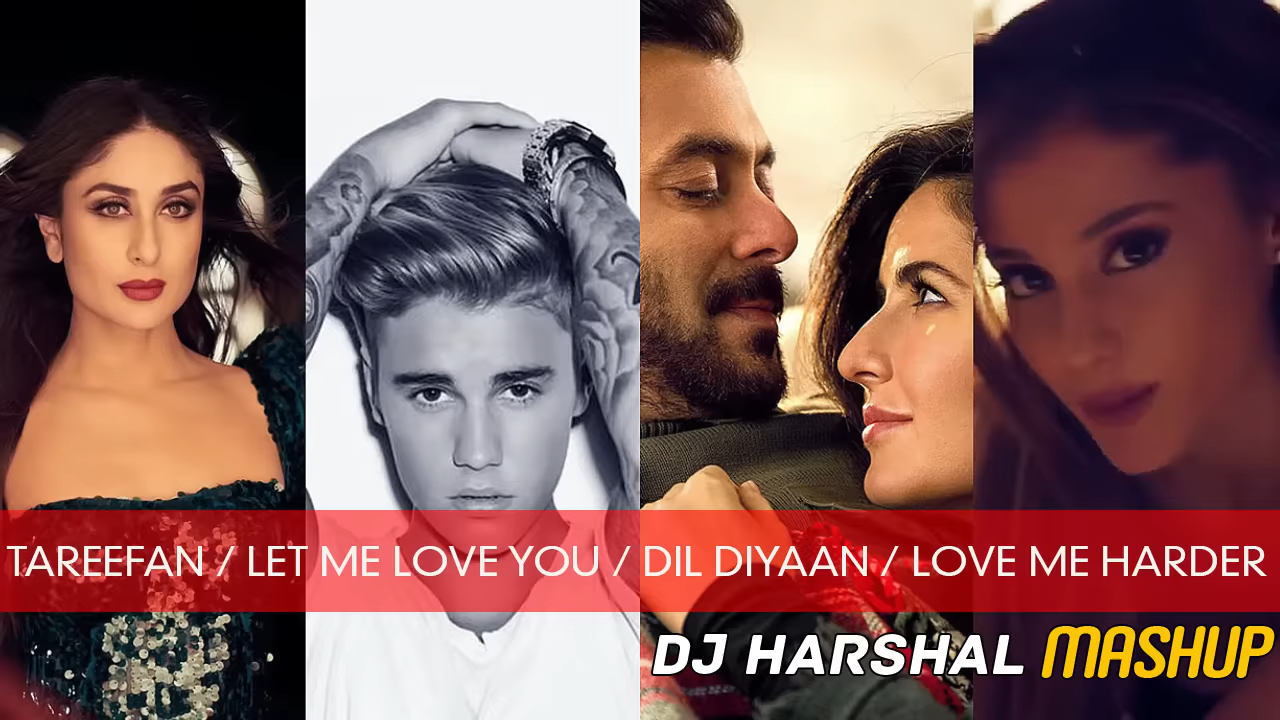 TAREEFAN / LET ME LOVE YOU / DIL DIYAAN / LOVE ME HARDER
DJ HARSHAL MASHUP